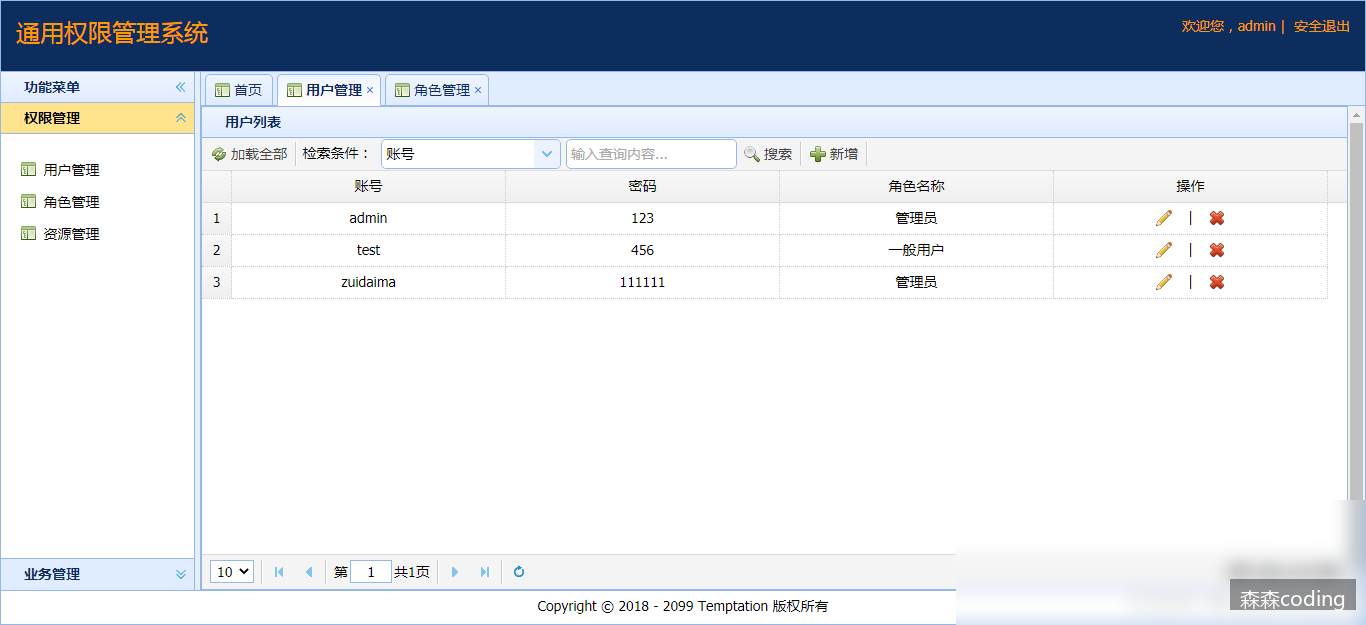 通用权限管理系统
欢迎您，admin | 安全退出
功能菜单
首页 用户管理 × 角色管理 ×
权限管理
用户列表
加载全部 检索条件： 账号 输入查询内容... 搜索 新增
用户管理
角色管理
资源管理
账号 密码 角色名称 操作
1 admin 123 管理员 |
2 test 456 一般用户 |
3 zuidaima 111111 管理员 |
业务管理
10 第 1 共1页
Copyright © 2018 - 2099 Temptation 版权所有
森森coding